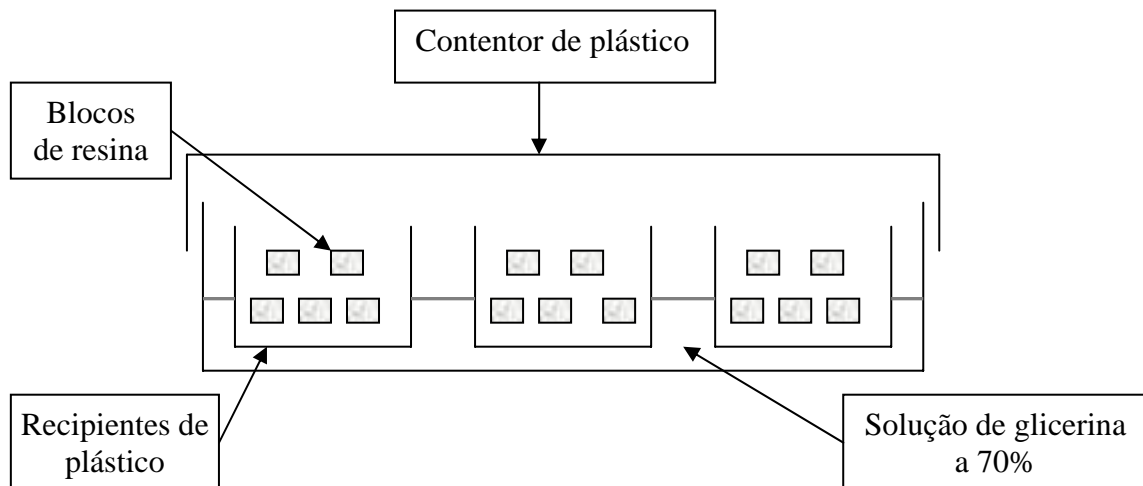 Contentor de plástico
Blocos
de resina
Recipientes de
plástico
Solução de glicerina
a 70%